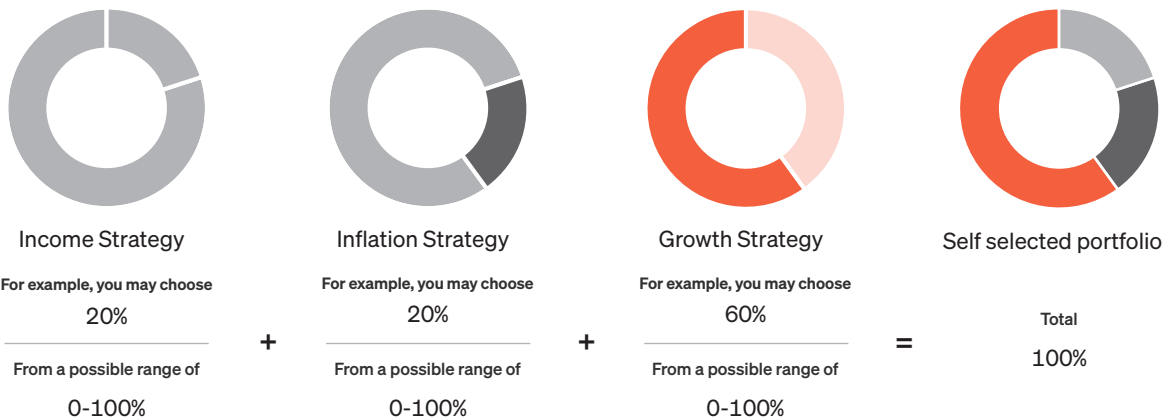 Income Strategy
For example, you may choose
20%
From a possible range of
0-100%
+
Inflation Strategy
For example, you may choose
20%
From a possible range of
0-100%
+
Growth Strategy
For example, you may choose
60%
From a possible range of
0-100%
=
Self selected portfolio
Total
100%